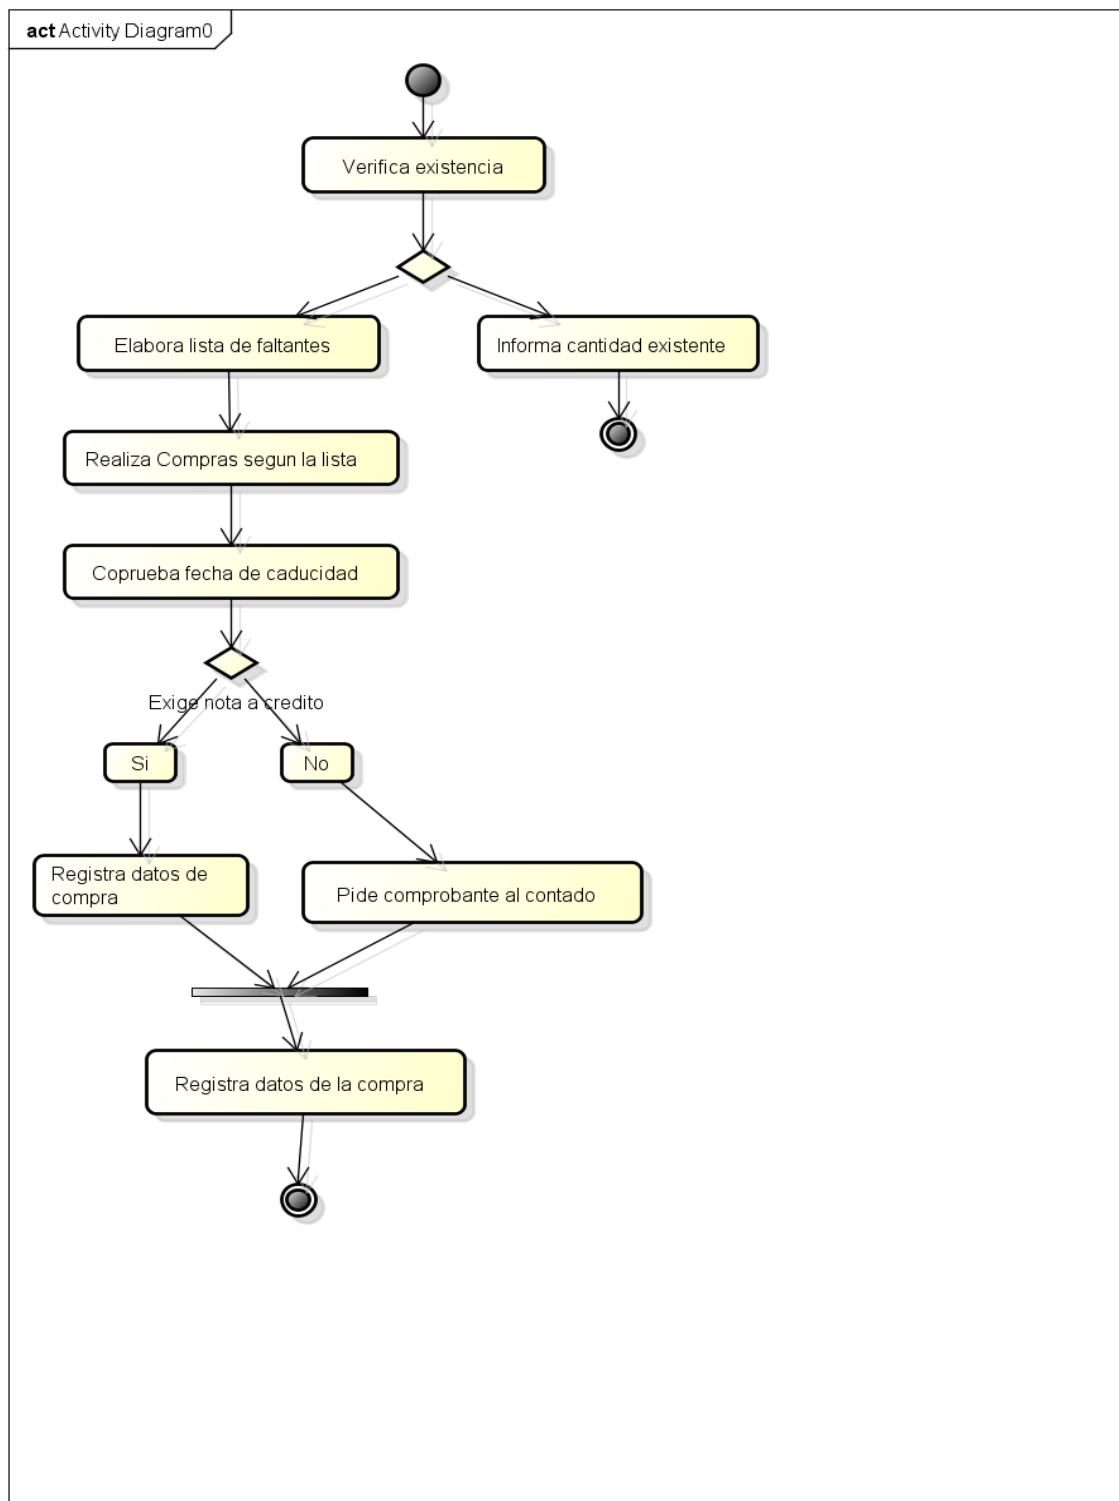 act Activity Diagram0
Verifica existencia
Elabora lista de faltantes
Informa cantidad existente
Realiza Compras segun la lista
Coprueba fecha de caducidad
Exige nota a credito
Si
No
Registra datos de
compra
Pide comprobante al contado
Registra datos de la compra